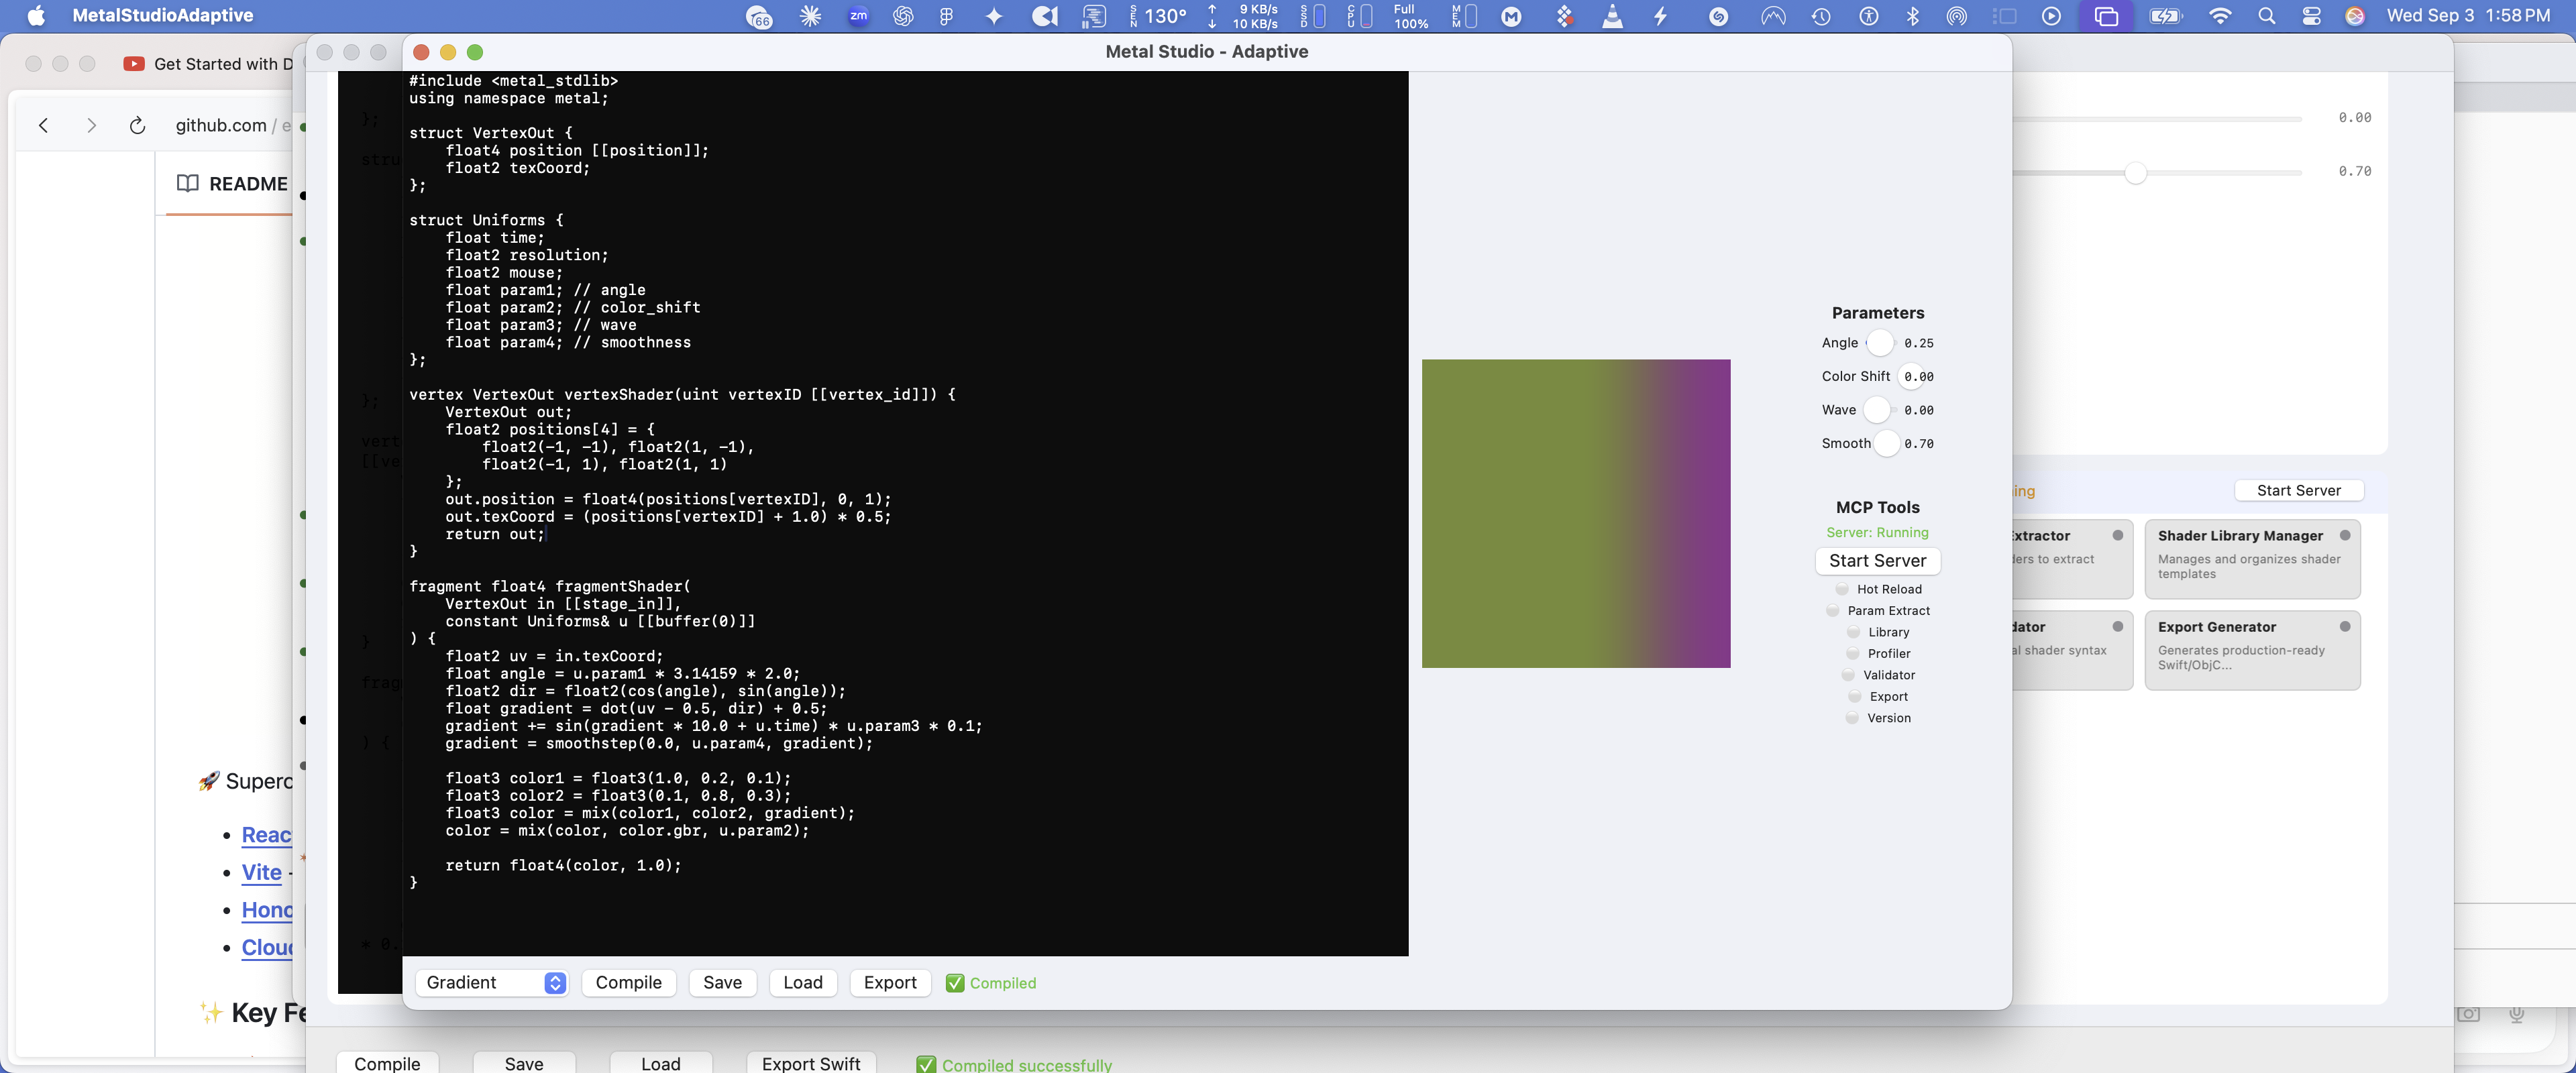 MetalStudioAdaptive
66
zm
SEN 130°
9 KB/s
10 KB/s
SSD
CPU
Full
100%
MEM
Wed Sep 3 1:58 PM
Get Started with D
github.com / e
README
🚀 Superc
Reac
Vite -
Hono
Clouc
✨ Key Fe
Metal Studio - Adaptive
#include <metal_stdlib>
using namespace metal;
struct VertexOut {
float4 position [[position]];
float2 texCoord;
};
struct Uniforms {
float time;
float2 resolution;
float2 mouse;
float param1; // angle
float param2; // color_shift
float param3; // wave
float param4; // smoothness
};
vertex VertexOut vertexShader(uint vertexID [[vertex_id]]) {
VertexOut out;
float2 positions[4] = {
float2(-1, -1), float2(1, -1),
float2(-1, 1), float2(1, 1)
};
out.position = float4(positions[vertexID], 0, 1);
out.texCoord = (positions[vertexID] + 1.0) * 0.5;
return out;
}
fragment float4 fragmentShader(
VertexOut in [[stage_in]],
constant Uniforms& u [[buffer(0)]]
) {
float2 uv = in.texCoord;
float angle = u.param1 * 3.14159 * 2.0;
float2 dir = float2(cos(angle), sin(angle));
float gradient = dot(uv - 0.5, dir) + 0.5;
gradient += sin(gradient * 10.0 + u.time) * u.param3 * 0.1;
gradient = smoothstep(0.0, u.param4, gradient);
float3 color1 = float3(1.0, 0.2, 0.1);
float3 color2 = float3(0.1, 0.8, 0.3);
float3 color = mix(color1, color2, gradient);
color = mix(color, color.gbr, u.param2);
return float4(color, 1.0);
}
Gradient
Compile
Save
Load
Export
✅ Compiled
Parameters
Angle 0.25
Color Shift 0.00
Wave 0.00
Smooth 0.70
MCP Tools
Server: Running
Start Server
Hot Reload
Param Extract
Library
Profiler
Validator
Export
Version
0.00
0.70
ing
Start Server
xtractor
ders to extract
Shader Library Manager
Manages and organizes shader
templates
dator
al shader syntax
Export Generator
Generates production-ready
Swift/ObjC...
};
stru
};
vert
[[ve
}
frag
) {
* 0.
Compile
Save
Load
Export Swift
✅ Compiled successfully